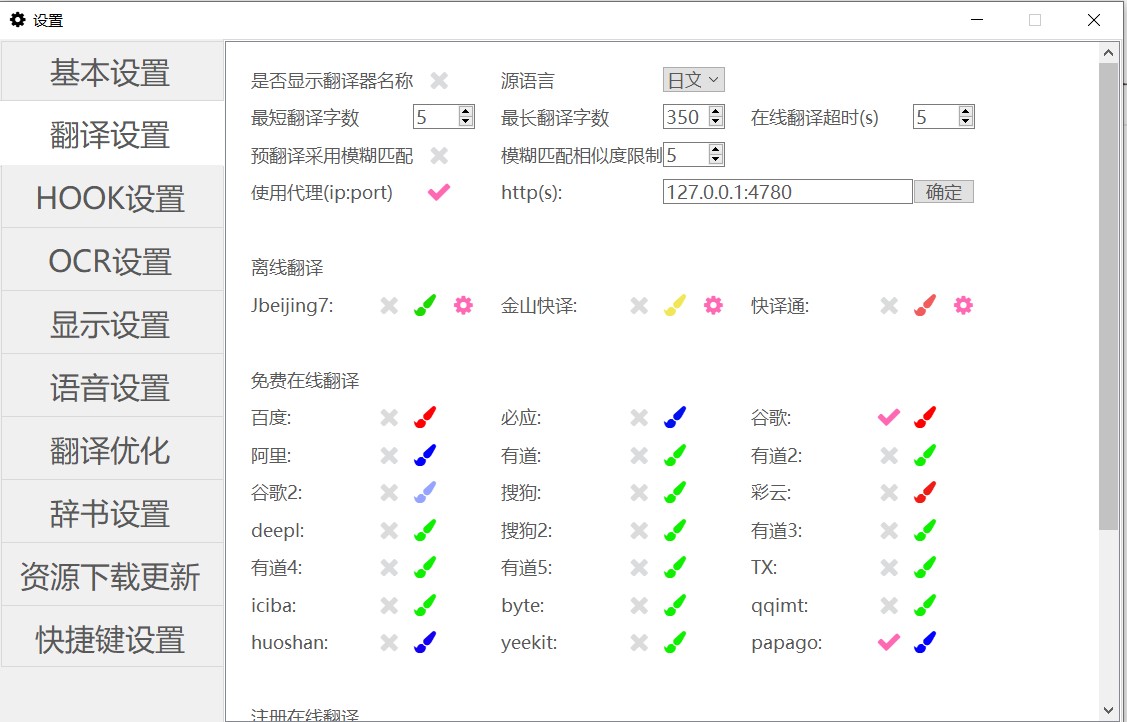 设置
基本设置
翻译设置
HOOK设置
OCR设置
显示设置
语音设置
翻译优化
辞书设置
资源下载更新
快捷键设置
是否显示翻译器名称 源语言 日文
最短翻译字数 5 最长翻译字数 350 在线翻译超时(s) 5
预翻译采用模糊匹配 模糊匹配相似度限制 5
使用代理(ip:port) http(s): 127.0.0.1:4780 确定
离线翻译
Jbeijing7: 金山快译: 快译通:
免费在线翻译
百度: 必应: 谷歌:
阿里: 有道: 有道2:
谷歌2: 搜狗: 彩云:
deepl: 搜狗2: 有道3:
有道4: 有道5: TX:
iciba: byte: qqimt:
huoshan: yeekit: papago:
注册在线翻译